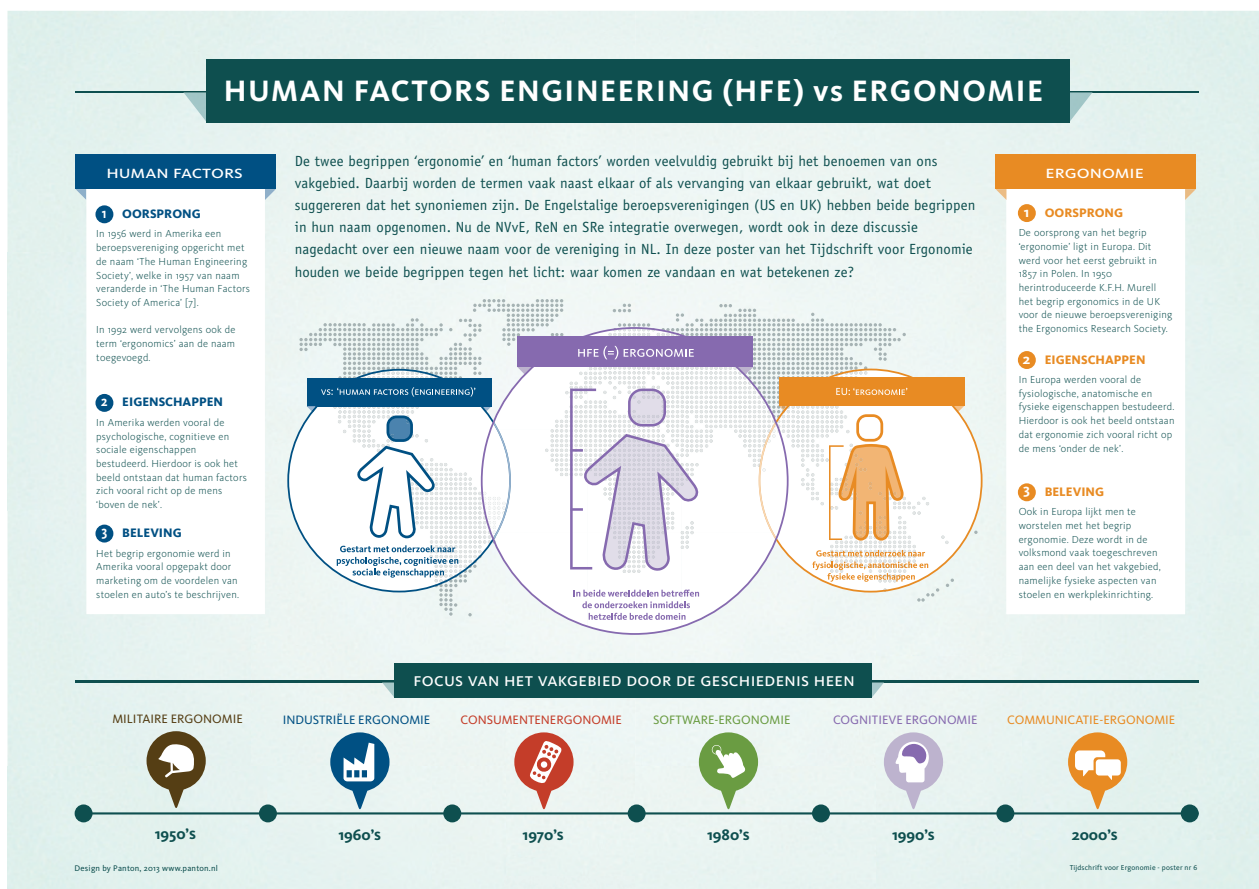 HUMAN FACTORS ENGINEERING (HFE) vs ERGONOMIE
De twee begrippen ‘ergonomie’ en ‘human factors’ worden veelvuldig gebruikt bij het benoemen van ons
vakgebied. Daarbij worden de termen vaak naast elkaar of als vervanging van elkaar gebruikt, wat doet
suggereren dat het synoniemen zijn. De Engelstalige beroepsverenigingen (US en UK) hebben beide begrippen
in hun naam opgenomen. Nu de NVvE, ReN en SRe integratie overwegen, wordt ook in deze discussie
nagedacht over een nieuwe naam voor de vereniging in NL. In deze poster van het Tijdschrift voor Ergonomie
houden we beide begrippen tegen het licht: waar komen ze vandaan en wat betekenen ze?
HUMAN FACTORS
1 OORSPRONG
In 1956 werd in Amerika een
beroepsvereniging opgericht met
de naam ‘The Human Engineering
Society’, welke in 1957 van naam
veranderde in ‘The Human Factors
Society of America’ [7].
In 1992 werd vervolgens ook de
term ‘ergonomics’ aan de naam
toegevoegd.
2 EIGENSCHAPPEN
In Amerika werden vooral de
psychologische, cognitieve en
sociale eigenschappen
bestudeerd. Hierdoor is ook het
beeld ontstaan dat human factors
zich vooral richt op de mens
‘boven de nek’.
3 BELEVING
Het begrip ergonomie werd in
Amerika vooral opgepakt door
marketing om de voordelen van
stoelen en auto’s te beschrijven.
VS: ‘HUMAN FACTORS (ENGINEERING)’
Gestart met onderzoek naar
psychologische, cognitieve en
sociale eigenschappen
HFE (=) ERGONOMIE
In beide werelddelen betreffen
de onderzoeken inmiddels
hetzelfde brede domein
EU: ‘ERGONOMIE’
Gestart met onderzoek naar
fysiologische, anatomische en
fysieke eigenschappen
ERGONOMIE
1 OORSPRONG
De oorsprong van het begrip
‘ergonomie’ ligt in Europa. Dit
werd voor het eerst gebruikt in
1857 in Polen. In 1950
herintroduceerde K.F.H. Murell
het begrip ergonomics in de UK
voor de nieuwe beroepsvereniging
the Ergonomics Research Society.
2 EIGENSCHAPPEN
In Europa werden vooral de
fysiologische, anatomische en
fysieke eigenschappen bestudeerd.
Hierdoor is ook het beeld ontstaan
dat ergonomie zich vooral richt op
de mens ‘onder de nek’.
3 BELEVING
Ook in Europa lijkt men te
worstelen met het begrip
ergonomie. Deze wordt in de
volksmond vaak toegeschreven
aan een deel van het vakgebied,
namelijke fysieke aspecten van
stoelen en werkplekinrichting.
FOCUS VAN HET VAKGEBIED DOOR DE GESCHIEDENIS HEEN
MILITAIRE ERGONOMIE
INDUSTRIËLE ERGONOMIE
CONSUMENTENERGONOMIE
SOFTWARE-ERGONOMIE
COGNITIEVE ERGONOMIE
COMMUNICATIE-ERGONOMIE
1950’s
1960’s
1970’s
1980’s
1990’s
2000’s
Design by Panton, 2013 www.panton.nl
Tijdschrift voor Ergonomie - poster nr 6